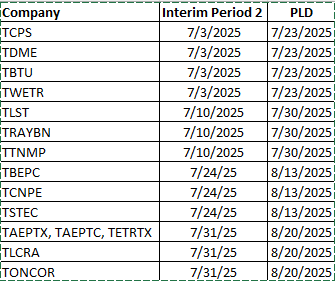 Company Interim Period 2 PLD
TCPS 7/3/2025 7/23/2025
TDME 7/3/2025 7/23/2025
TBTU 7/3/2025 7/23/2025
TWETR 7/3/2025 7/23/2025
TLST 7/10/2025 7/30/2025
TRAYBN 7/10/2025 7/30/2025
TTNMP 7/10/2025 7/30/2025
TBEPC 7/24/25 8/13/2025
TCNPE 7/24/25 8/13/2025
TSTEC 7/24/25 8/13/2025
TAEPTX, TAEPTC, TETRTX 7/31/25 8/20/2025
TLCRA 7/31/25 8/20/2025
TONCOR 7/31/25 8/20/2025